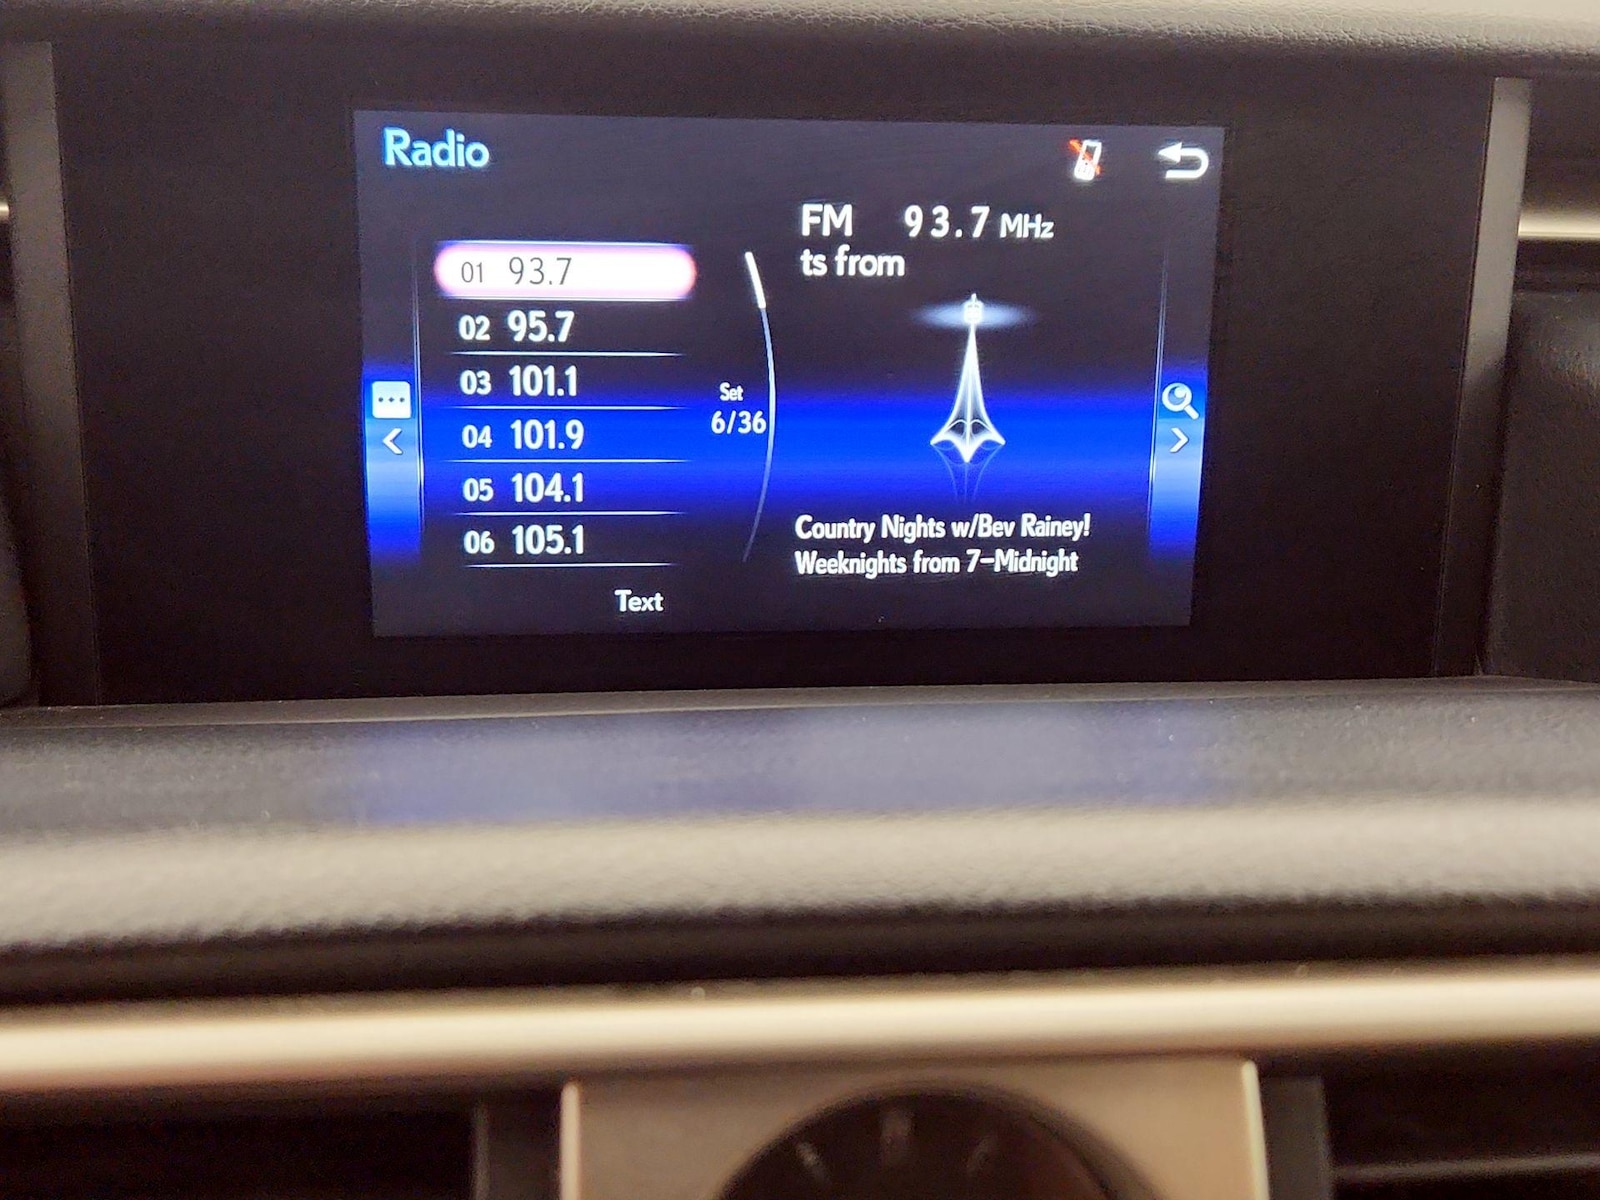 Radio
FM 93.7 MHz
ts from
01 93.7
02 95.7
03 101.1
04 101.9
05 104.1
06 105.1
Set
6/36
Country Nights w/Bev Rainey!
Weeknights from 7-Midnight
Text